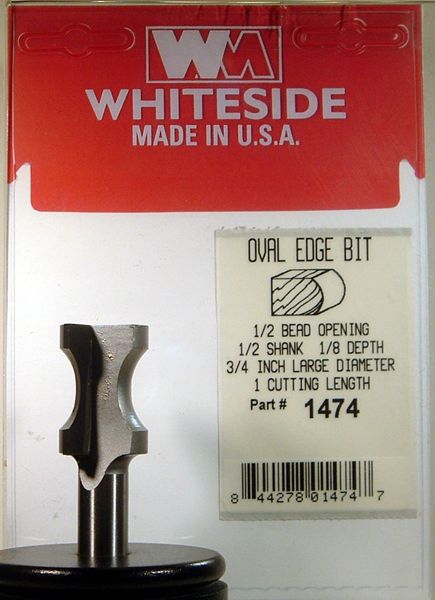 WHITESIDE
MADE IN U.S.A.
OVAL EDGE BIT
1/2 BEAD OPENING
1/2 SHANK 1/8 DEPTH
3/4 INCH LARGE DIAMETER
1 CUTTING LENGTH
Part # 1474
8 44278 01474 7